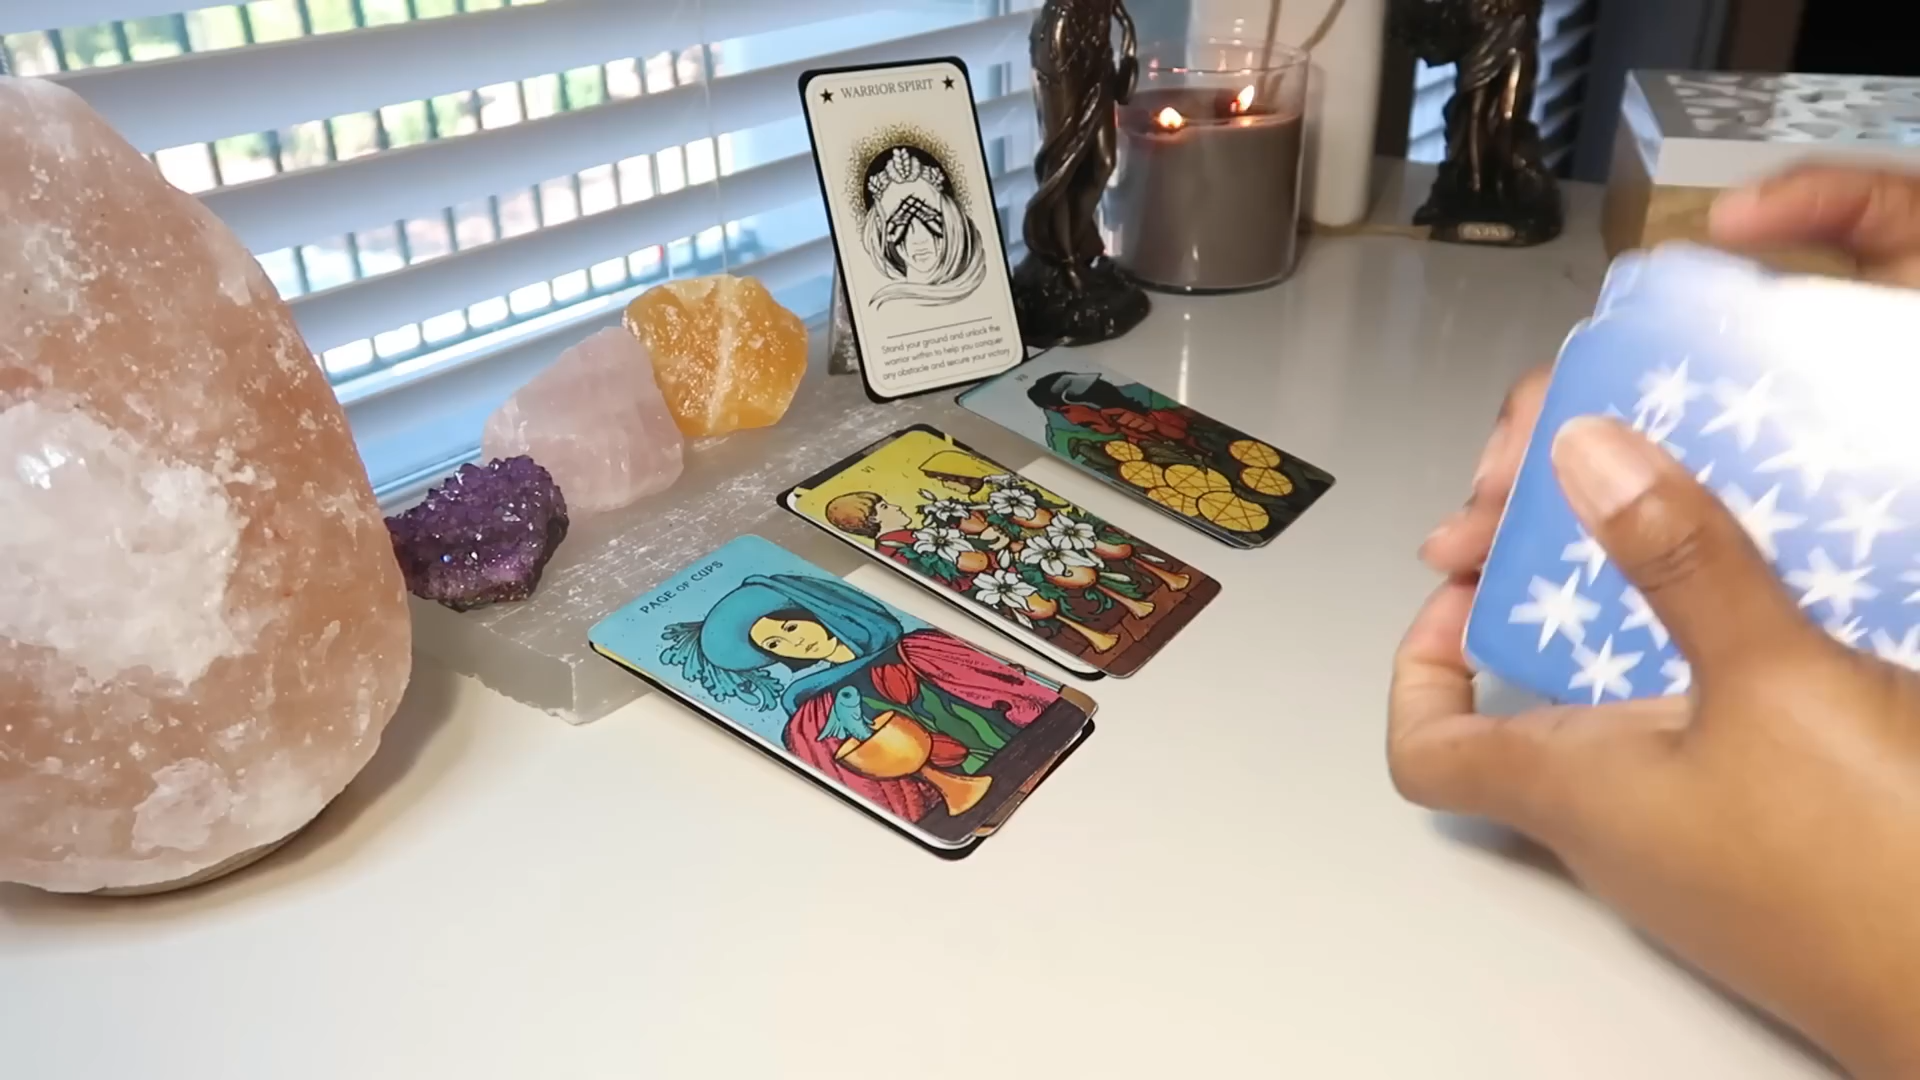 WARRIOR SPIRIT
Stand your ground and unlock the
warrior within to help you conquer
any obstacle and secure your victory
VII
VI
PAGE OF CUPS